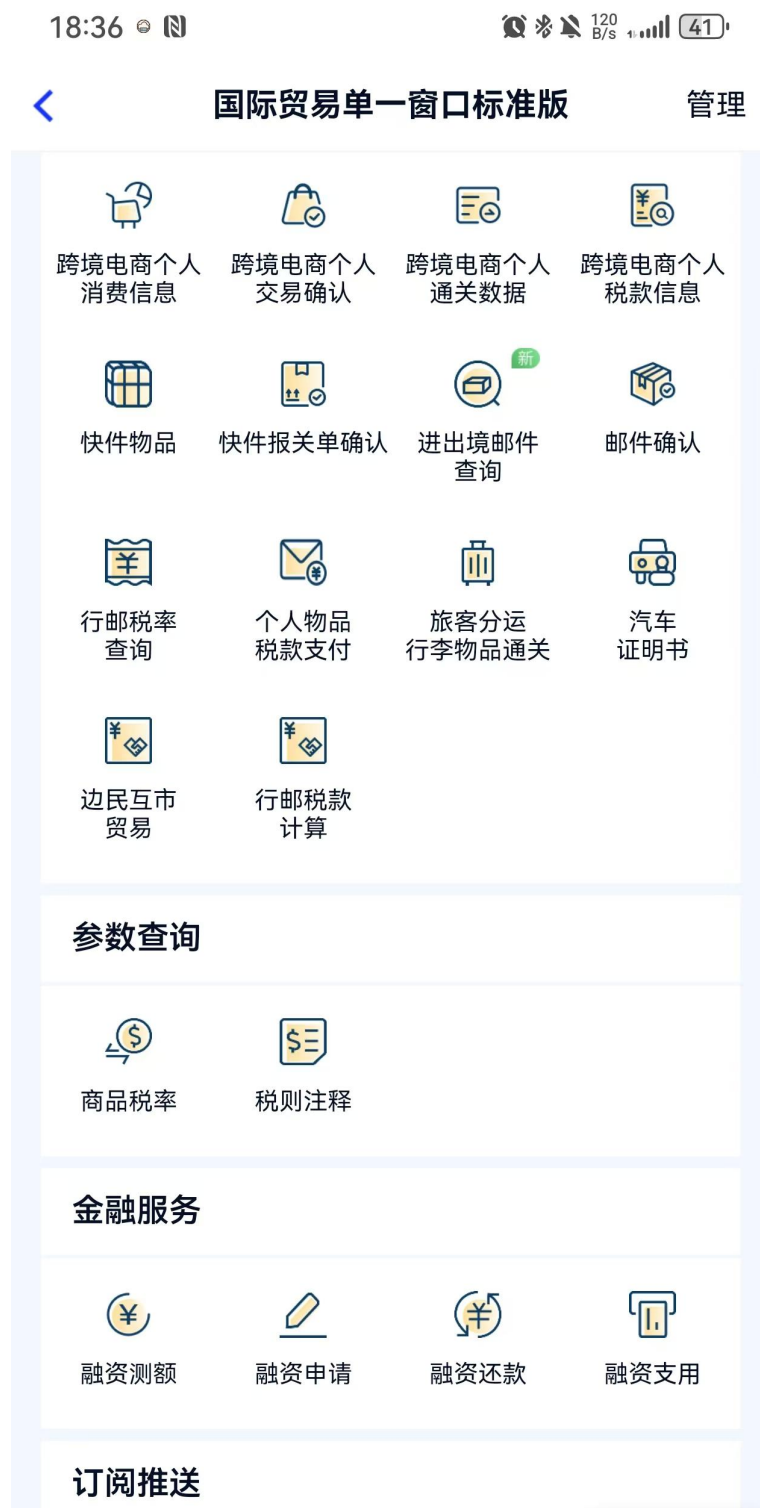 18:36 120 B/s 41
国际贸易单一窗口标准版 管理
跨境电商个人 跨境电商个人 跨境电商个人 跨境电商个人
消费信息 交易确认 通关数据 税款信息
新
快件物品 快件报关单确认 进出境邮件 邮件确认
查询
行邮税率 个人物品 旅客分运 汽车
查询 税款支付 行李物品通关 证明书
边民互市 行邮税款
贸易 计算
参数查询
商品税率 税则注释
金融服务
融资测额 融资申请 融资还款 融资支用
订阅推送